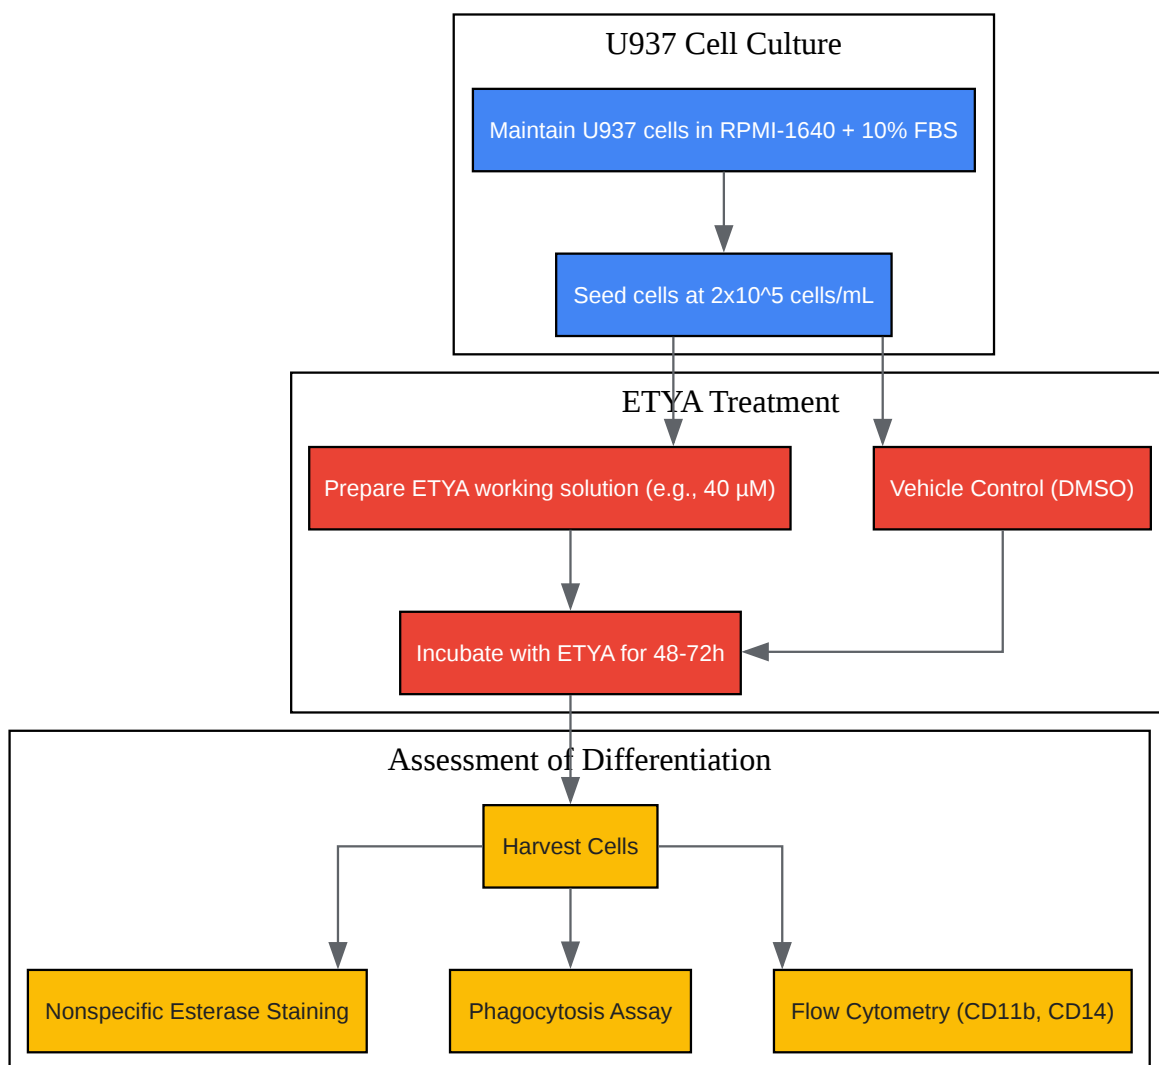 U937 Cell Culture
Maintain U937 cells in RPMI-1640 + 10% FBS
Seed cells at 2x10^5 cells/mL
ETYA Treatment
Prepare ETYA working solution (e.g., 40 µM)
Vehicle Control (DMSO)
Incubate with ETYA for 48-72h
Assessment of Differentiation
Harvest Cells
Nonspecific Esterase Staining
Phagocytosis Assay
Flow Cytometry (CD11b, CD14)